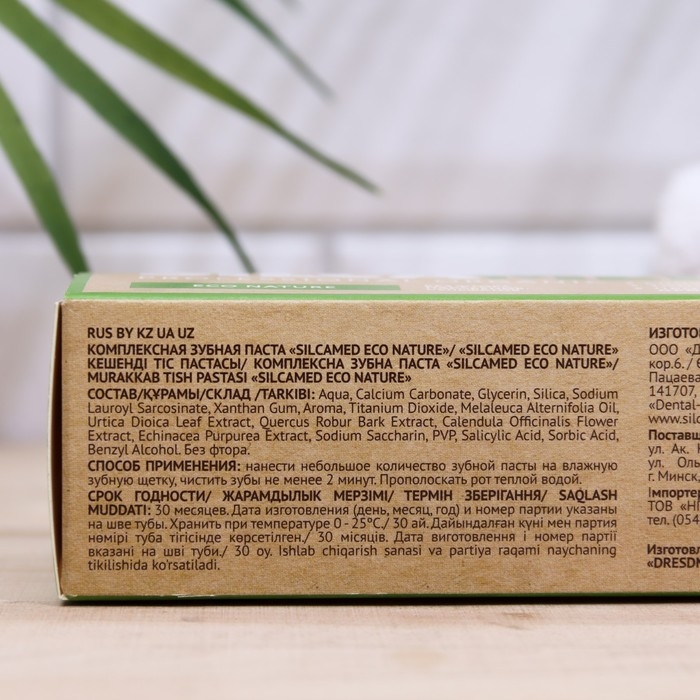 ECO NATURE
RUS BY KZ UA UZ
КОМПЛЕКСНАЯ ЗУБНАЯ ПАСТА «SILCAMED ECO NATURE»/ «SILCAMED ECO NATURE»
КЕШЕНДІ ТІС ПАСТАСЫ/ КОМПЛЕКСНА ЗУБНА ПАСТА «SILCAMED ECO NATURE»/
MURAKKAB TISH PASTASI «SILCAMED ECO NATURE»
СОСТАВ/ҚҰРАМЫ/СКЛАД /TARKIBI: Aqua, Calcium Carbonate, Glycerin, Silica, Sodium
Lauroyl Sarcosinate, Xanthan Gum, Aroma, Titanium Dioxide, Melaleuca Alternifolia Oil,
Urtica Dioica Leaf Extract, Quercus Robur Bark Extract, Calendula Officinalis Flower
Extract, Echinacea Purpurea Extract, Sodium Saccharin, PVP, Salicylic Acid, Sorbic Acid,
Benzyl Alcohol. Без фтора.
СПОСОБ ПРИМЕНЕНИЯ: нанести небольшое количество зубной пасты на влажную
зубную щетку, чистить зубы не менее 2 минут. Прополоскать рот теплой водой.
СРОК ГОДНОСТИ/ ЖАРАМДЫЛЫК МЕРЗІМІ/ ТЕРМІН ЗБЕРІГАННЯ/ SAQLASH
MUDDATI: 30 месяцев. Дата изготовления (день, месяц, год) и номер партии указаны
на шве тубы. Хранить при температуре 0 - 25°С./ 30 ай. Дайындалған күні мен партия
нөмірі туба тігісінде көрсетілген./ 30 місяців. Дата виготовлення і номер партії
вказані на шві туби./ 30 oy. Ishlab chiqarish sanasi va partiya raqami naychaning
tikilishida ko'rsatiladi.
ИЗГОТО
ООО «Д
кор.6./
Пацаева
141707,
«Dental-
www.silc
Поставщ
ул. Ак.
ул. Оль
г. Минск,
Імпорте
ТОВ «НІ
тел. (054
Изготовл
«DRESDN